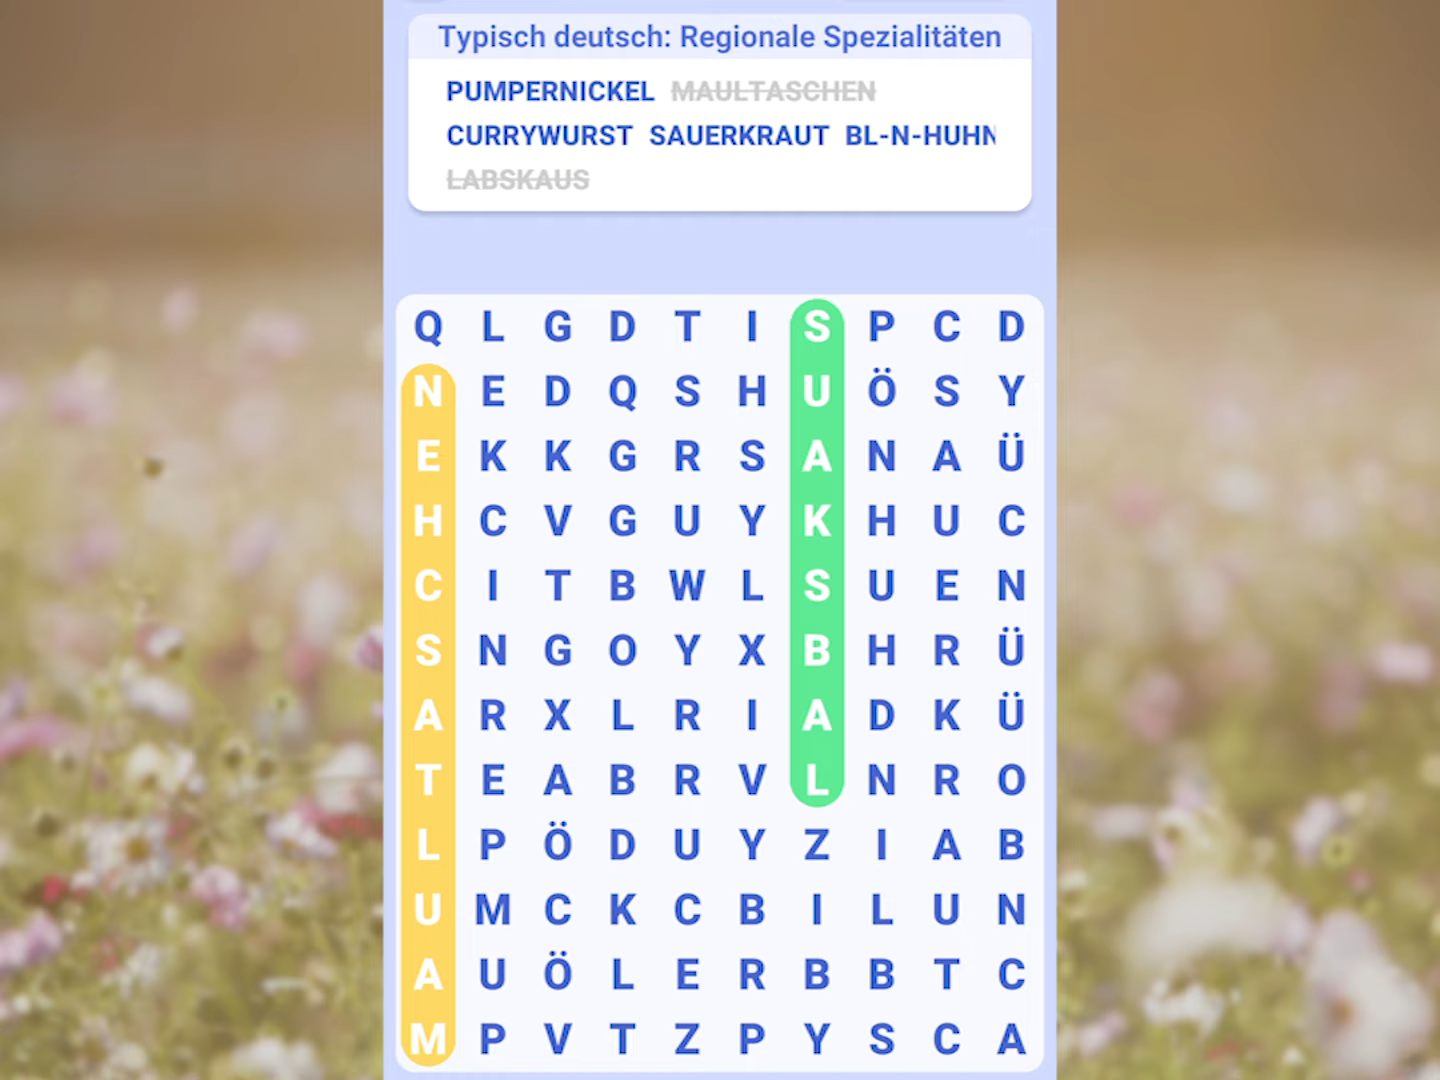 Typisch deutsch: Regionale Spezialitäten
PUMPERNICKEL MAULTASCHEN
CURRYWURST SAUERKRAUT BL-N-HUHN
LABSKAUS
Q L G D T I S P C D
N E D Q S H U Ö S Y
E K K G R S A N A Ü
H C V G U Y K H U C
C I T B W L S U E N
S N G O Y X B H R Ü
A R X L R I A D K Ü
T E A B R V L N R O
L P Ö D U Y Z I A B
U M C K C B I L U N
A U Ö L E R B B T C
M P V T Z P Y S C A